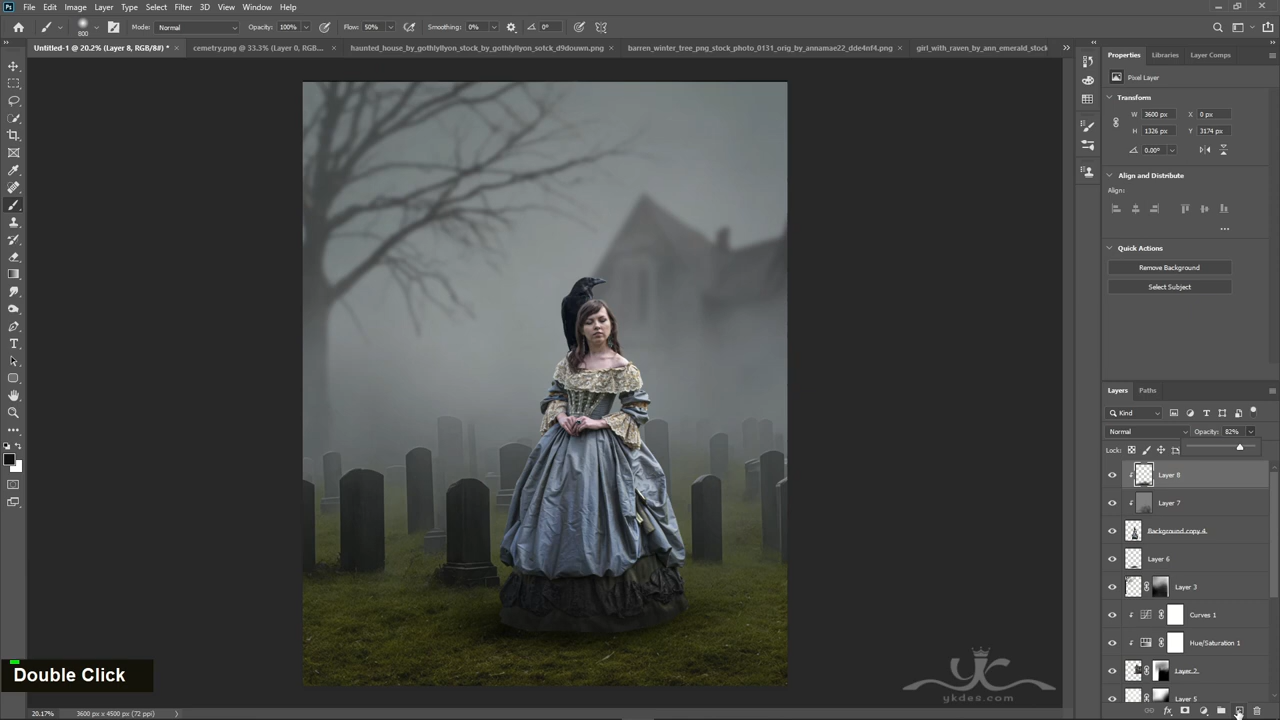 Ps File Edit Image Layer Type Select Filter 3D View Window Help
800 Mode: Normal Opacity: 100% Flow: 50% Smoothing: 0% 0°
Untitled-1 @ 20.2% (Layer 8, RGB/8#) * × cemetry.png @ 33.3% (Layer 0, RGB/8... × haunted_house_by_gothlyllyon_stock_by_gothlyllyon_sotck_d9douwn.png × barren_winter_tree_png_stock_photo_0131_orig_by_annamae22_dde4nf4.png × girl_with_raven_by_ann_emerald_stock
Properties Libraries Layer Comps
Pixel Layer
Transform
W 3600 px X 0 px
H 1326 px Y 3174 px
0.00°
Align and Distribute
Align:
Quick Actions
Remove Background
Select Subject
Layers Paths
Kind
Normal Opacity: 82%
Lock:
Layer 8
Layer 7
Background copy 4
Layer 6
Layer 3
Curves 1
Hue/Saturation 1
Layer 2
Layer 5
Double Click
yc
ykdes.com
20.17% 3600 px x 4500 px (72 ppi)